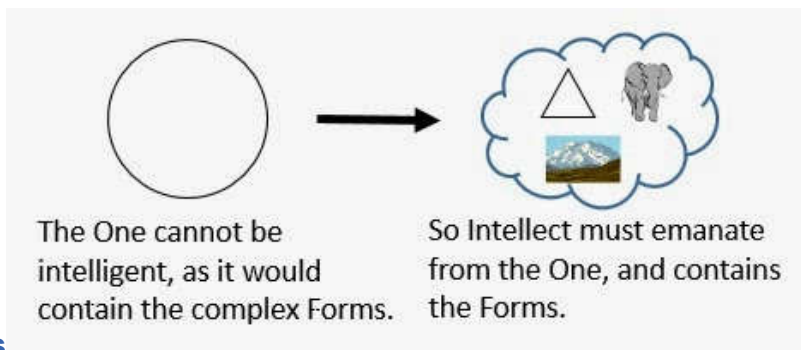 The One cannot be
intelligent, as it would
contain the complex Forms.
So Intellect must emanate
from the One, and contains
the Forms.
s